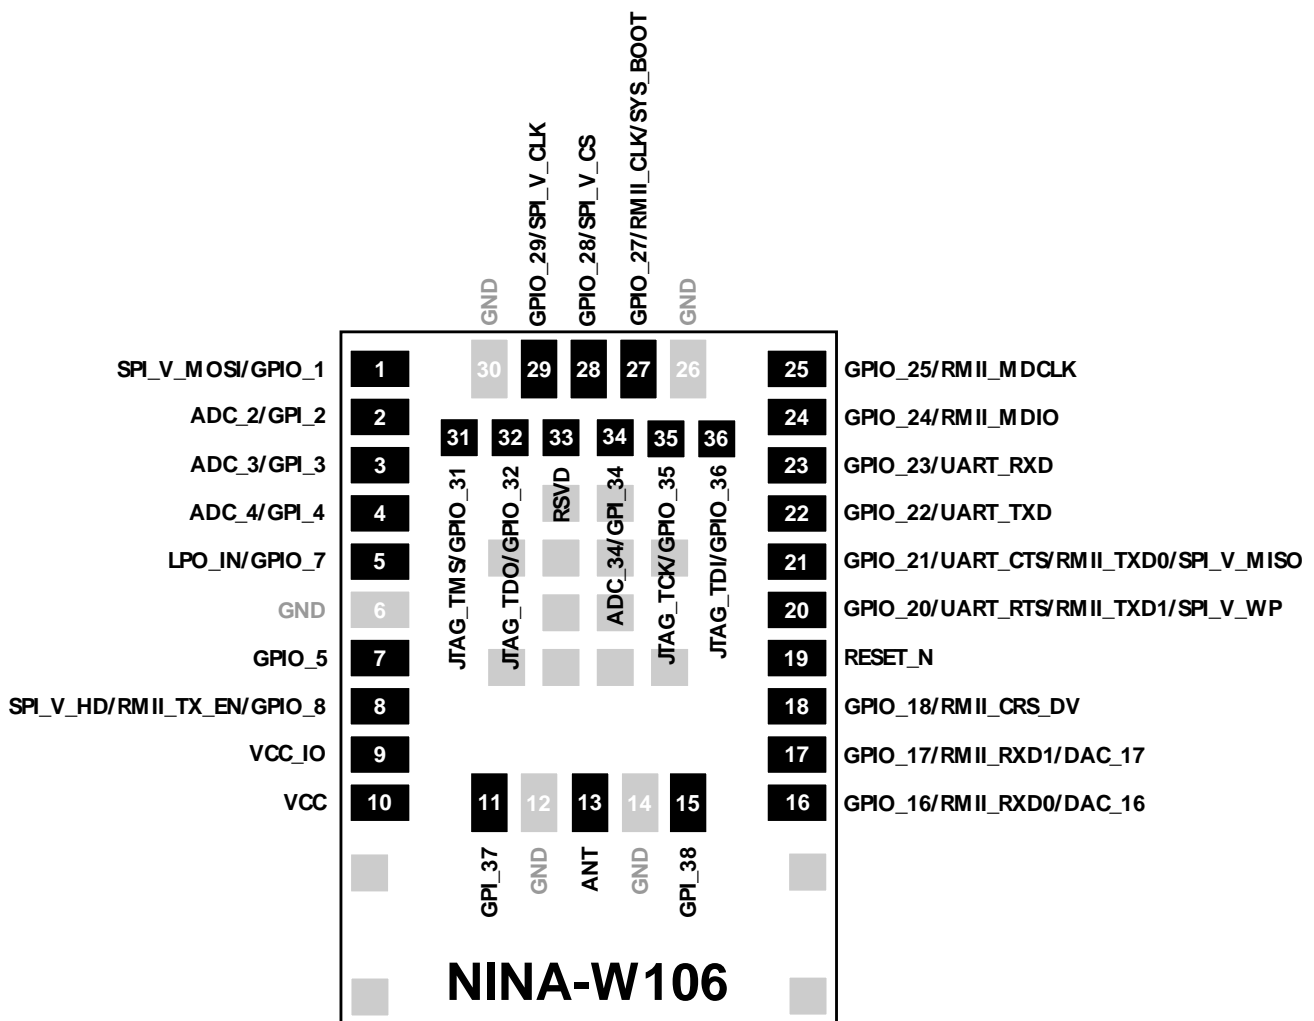 GND
GPIO_29/SPI_V_CLK
GPIO_28/SPI_V_CS
GPIO_27/RMII_CLK/SYS_BOOT
GND
30
29
28
27
26
SPI_V_MOSI/GPIO_1
1
ADC_2/GPI_2
2
ADC_3/GPI_3
3
ADC_4/GPI_4
4
LPO_IN/GPIO_7
5
GND
6
GPIO_5
7
SPI_V_HD/RMII_TX_EN/GPIO_8
8
VCC_IO
9
VCC
10
31
32
33
34
35
36
JTAG_TMS/GPIO_31
JTAG_TDO/GPIO_32
RSVD
ADC_34/GPI_34
JTAG_TCK/GPIO_35
JTAG_TDI/GPIO_36
25
GPIO_25/RMII_MDCLK
24
GPIO_24/RMII_MDIO
23
GPIO_23/UART_RXD
22
GPIO_22/UART_TXD
21
GPIO_21/UART_CTS/RMII_TXD0/SPI_V_MISO
20
GPIO_20/UART_RTS/RMII_TXD1/SPI_V_WP
19
RESET_N
18
GPIO_18/RMII_CRS_DV
17
GPIO_17/RMII_RXD1/DAC_17
16
GPIO_16/RMII_RXD0/DAC_16
11
12
13
14
15
GPI_37
GND
ANT
GND
GPI_38
NINA-W106